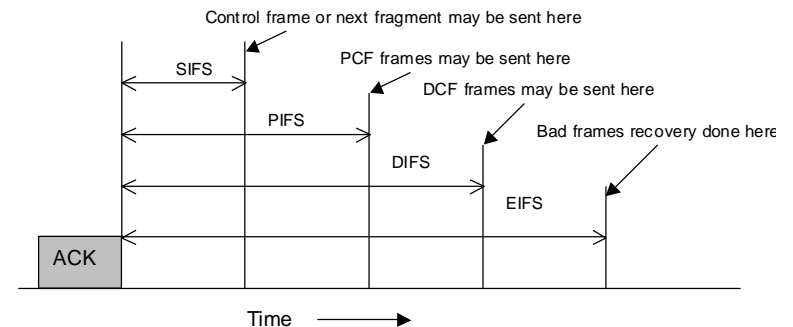 Control frame or next fragment may be sent here
SIFS
PCF frames may be sent here
DCF frames may be sent here
PIFS
Bad frames recovery done here
DIFS
EIFS
ACK
Time